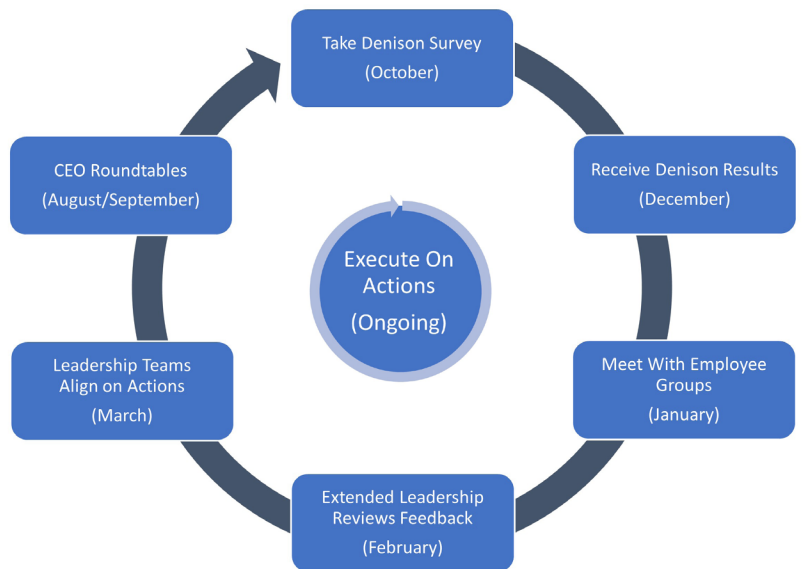 Take Denison Survey
(October)
Receive Denison Results
(December)
Meet With Employee
Groups
(January)
Extended Leadership
Reviews Feedback
(February)
Leadership Teams
Align on Actions
(March)
CEO Roundtables
(August/September)
Execute On
Actions
(Ongoing)